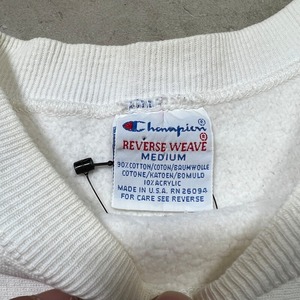 Champion®
REVERSE WEAVE®
MEDIUM
90% COTTON/COTON/BAUMWOLLE
COTONE/KATOEN/BOMULD
10% ACRYLIC
MADE IN U.S.A. RN 26094
FOR CARE SEE REVERSE